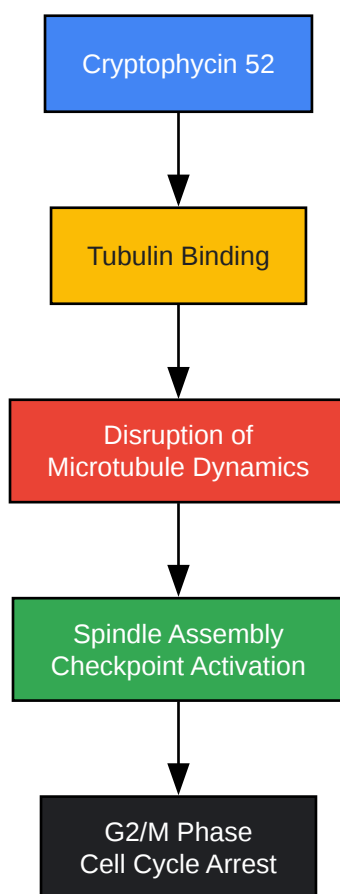 Cryptophycin 52
Tubulin Binding
Disruption of
Microtubule Dynamics
Spindle Assembly
Checkpoint Activation
G2/M Phase
Cell Cycle Arrest